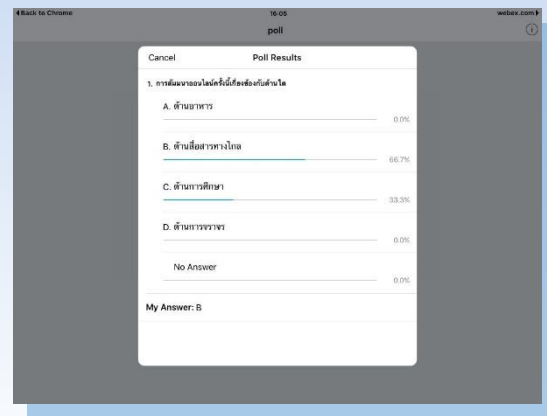 Back to Chrome 16:05 webex.com
poll
Cancel Poll Results
1. การสัมมนาออนไลน์ครั้งนี้เกี่ยวข้องกับด้านใด
A. ด้านอาหาร
0.0%
B. ด้านสื่อสารทางไกล
66.7%
C. ด้านการศึกษา
33.3%
D. ด้านการจราจร
0.0%
No Answer
0.0%
My Answer: B